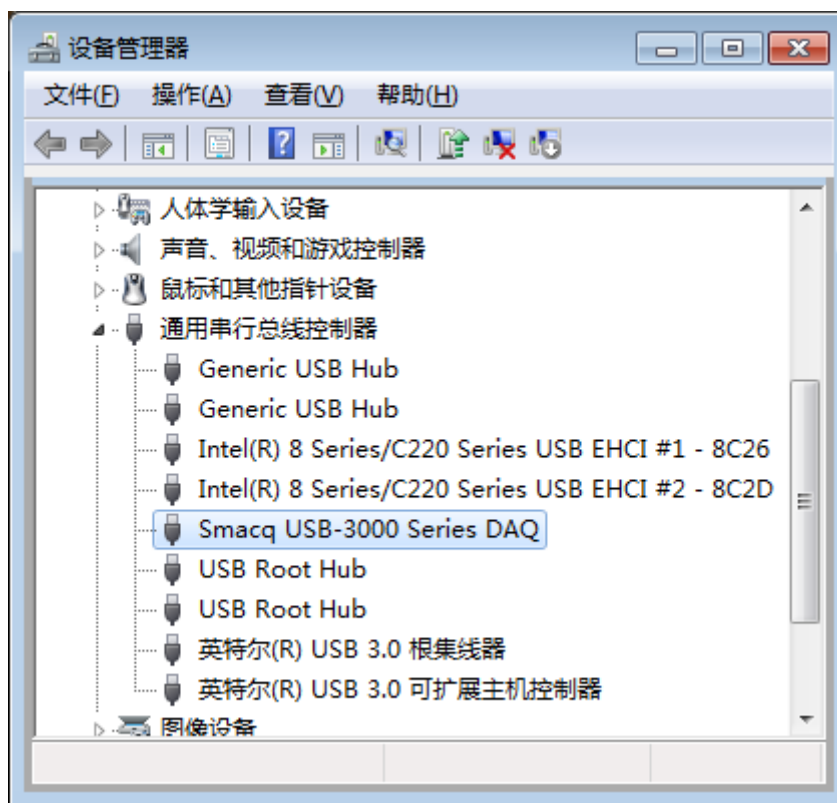 设备管理器
文件(F) 操作(A) 查看(V) 帮助(H)
人体学输入设备
声音、视频和游戏控制器
鼠标和其他指针设备
通用串行总线控制器
Generic USB Hub
Generic USB Hub
Intel(R) 8 Series/C220 Series USB EHCI #1 - 8C26
Intel(R) 8 Series/C220 Series USB EHCI #2 - 8C2D
Smacq USB-3000 Series DAQ
USB Root Hub
USB Root Hub
英特尔(R) USB 3.0 根集线器
英特尔(R) USB 3.0 可扩展主机控制器
图像设备